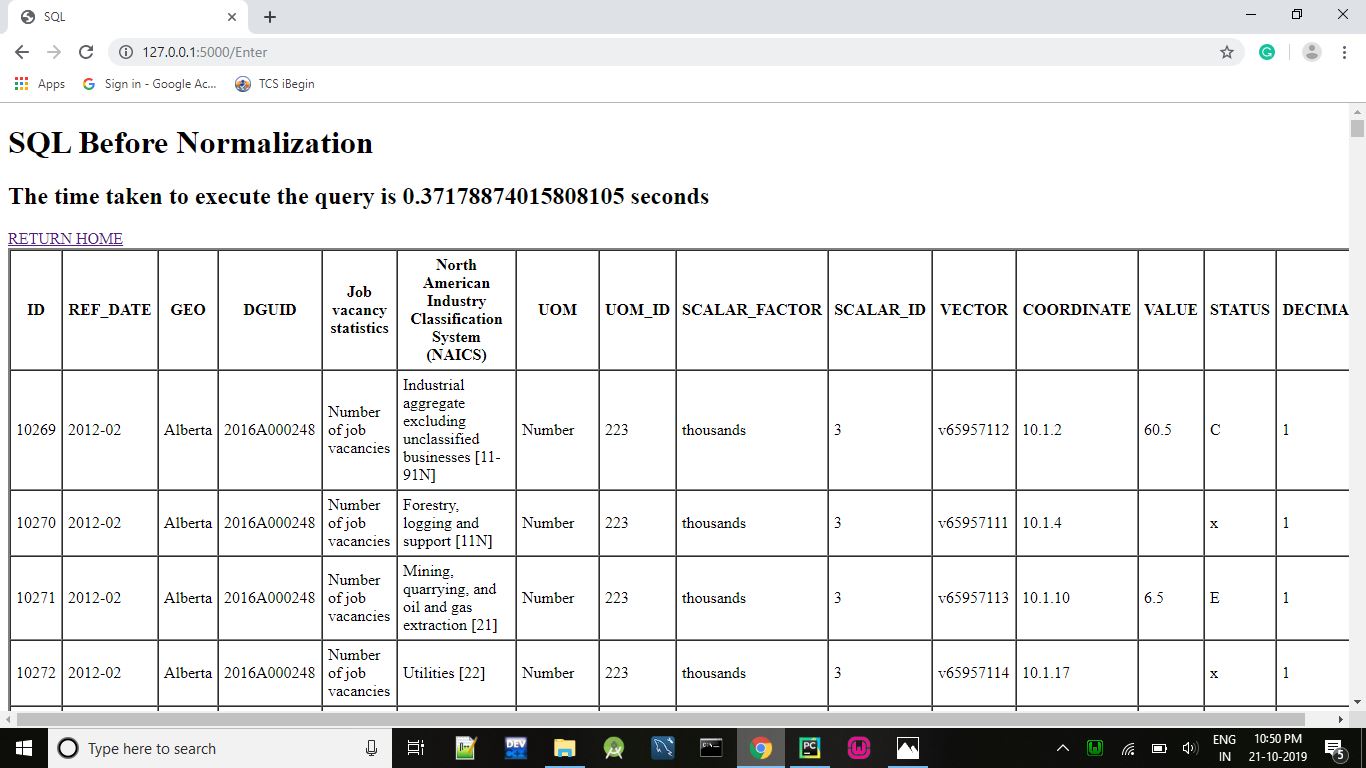 SQL
127.0.0.1:5000/Enter
Apps
Sign in - Google Ac...
TCS iBegin
SQL Before Normalization
The time taken to execute the query is 0.37178874015808105 seconds
RETURN HOME
ID REF_DATE GEO DGUID Job vacancy statistics North American Industry Classification System (NAICS) UOM UOM_ID SCALAR_FACTOR SCALAR_ID VECTOR COORDINATE VALUE STATUS DECIMA
10269 2012-02 Alberta 2016A000248 Number of job vacancies Industrial aggregate excluding unclassified businesses [11-91N] Number 223 thousands 3 v65957112 10.1.2 60.5 C 1
10270 2012-02 Alberta 2016A000248 Number of job vacancies Forestry, logging and support [11N] Number 223 thousands 3 v65957111 10.1.4 x 1
10271 2012-02 Alberta 2016A000248 Number of job vacancies Mining, quarrying, and oil and gas extraction [21] Number 223 thousands 3 v65957113 10.1.10 6.5 E 1
10272 2012-02 Alberta 2016A000248 Number of job vacancies Utilities [22] Number 223 thousands 3 v65957114 10.1.17 x 1
Type here to search
DEV
PC
ENG
IN
10:50 PM
21-10-2019
5